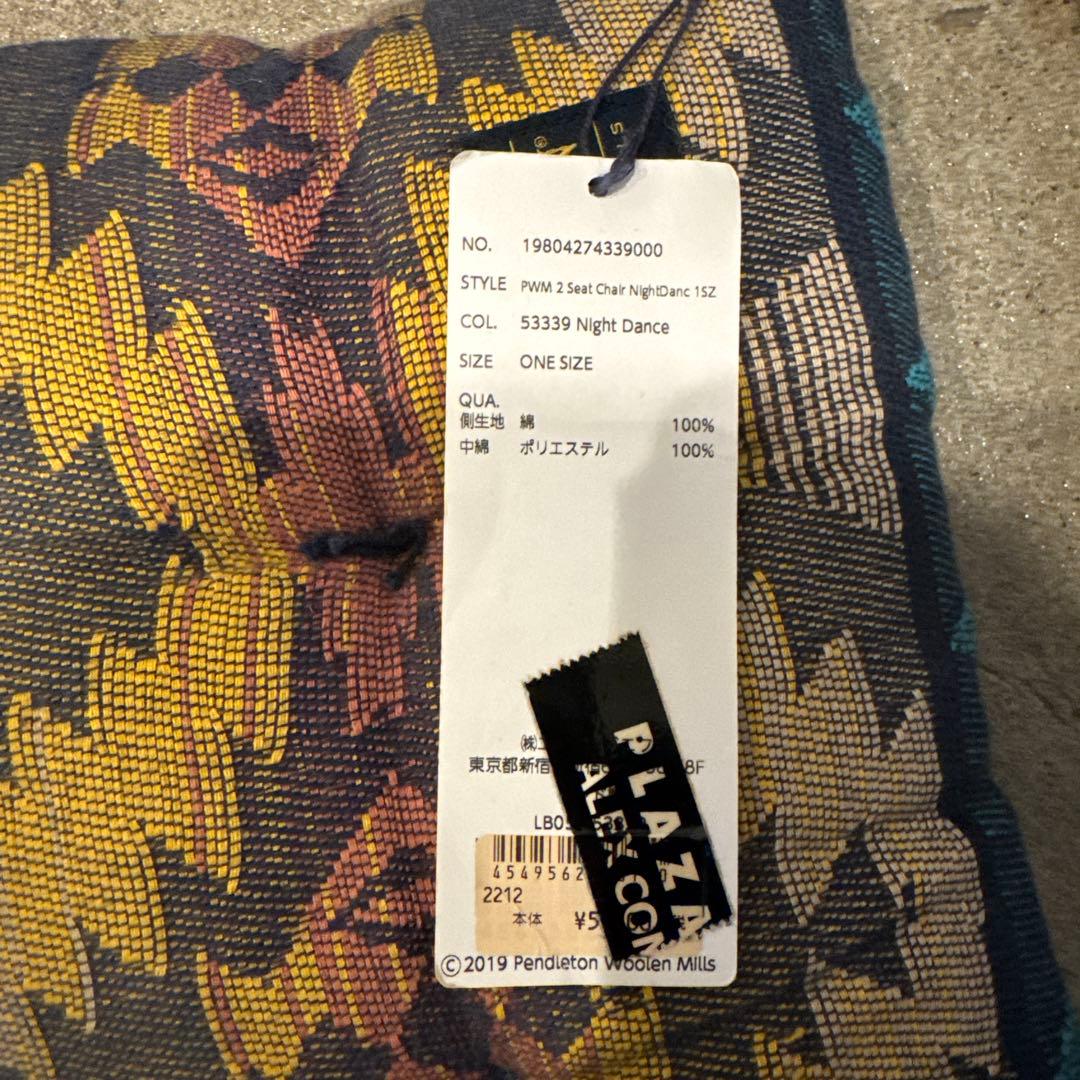 NO. 19804274339000
STYLE PWM 2 Seat Chair NightDanc 1SZ
COL. 53339 Night Dance
SIZE ONE SIZE
QUA.
側生地 綿 100%
中綿 ポリエステル 100%
㈱
東京都新宿 8F
4549562
2212
本体 ¥5
PLAZA
©2019 Pendleton Woolen Mills